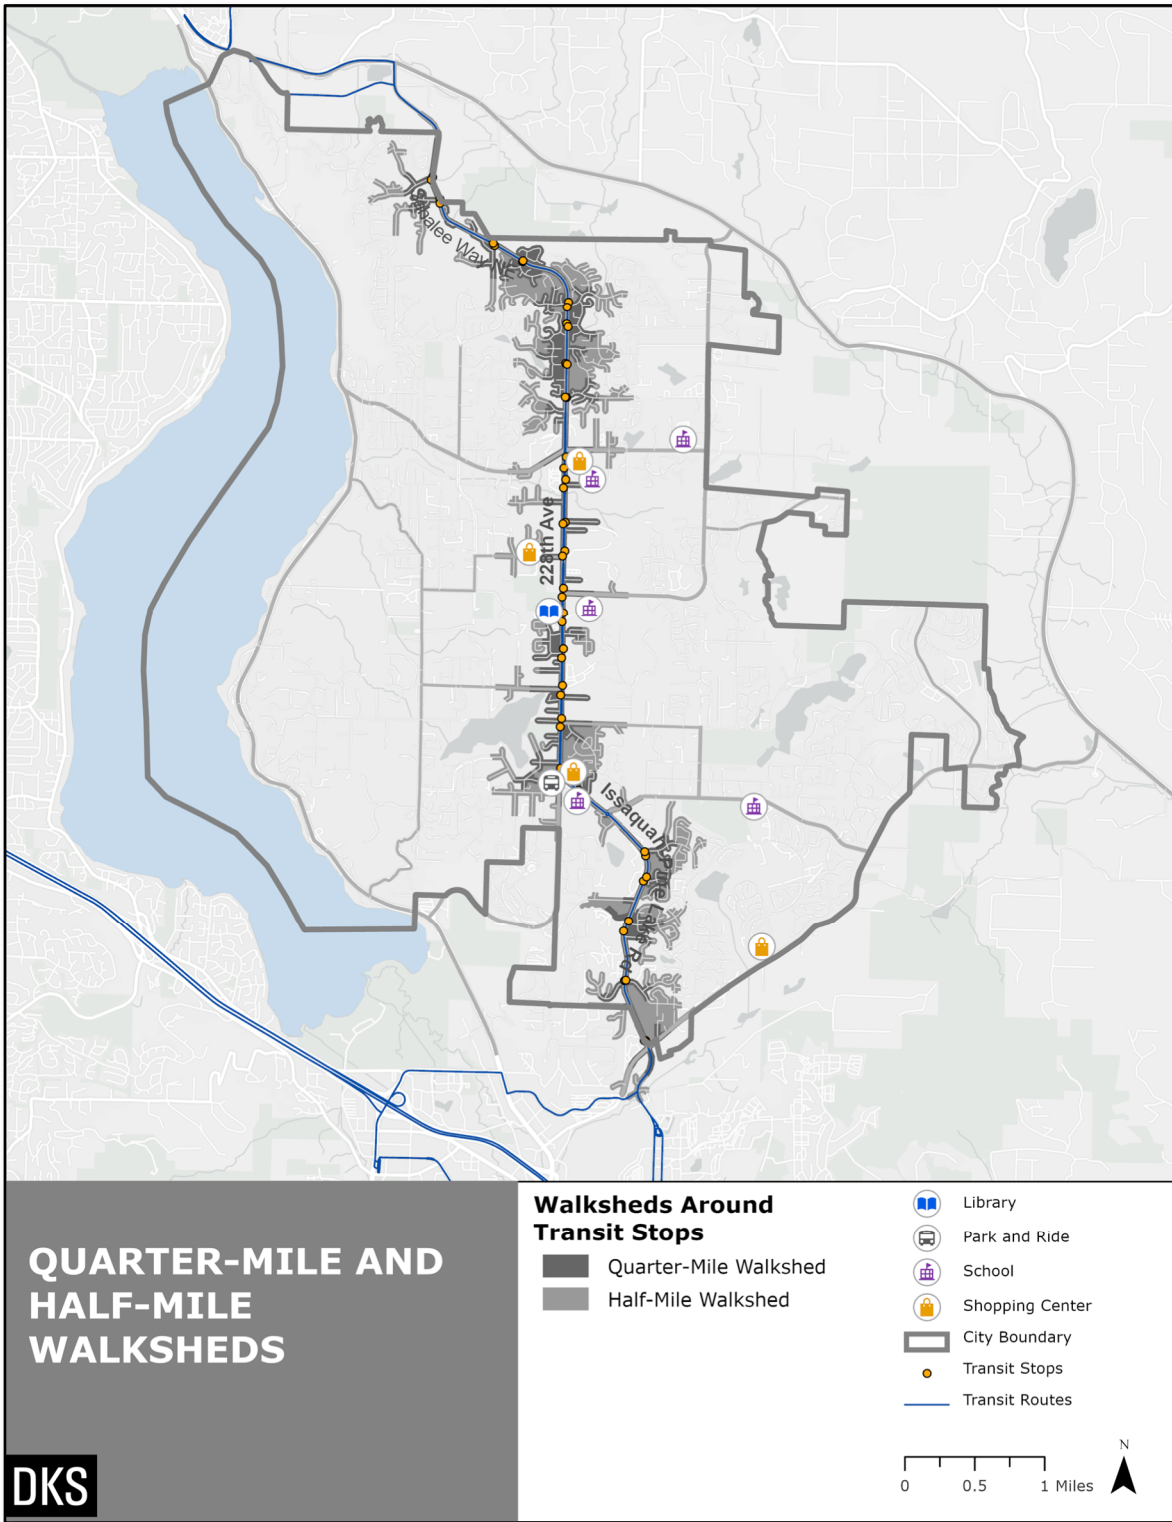 228th Ave
Issaquah Pine Lake Rd
QUARTER-MILE AND
HALF-MILE
WALKSHEDS
DKS
Walksheds Around
Transit Stops
Quarter-Mile Walkshed
Half-Mile Walkshed
Library
Park and Ride
School
Shopping Center
City Boundary
Transit Stops
Transit Routes
N
0 0.5 1 Miles